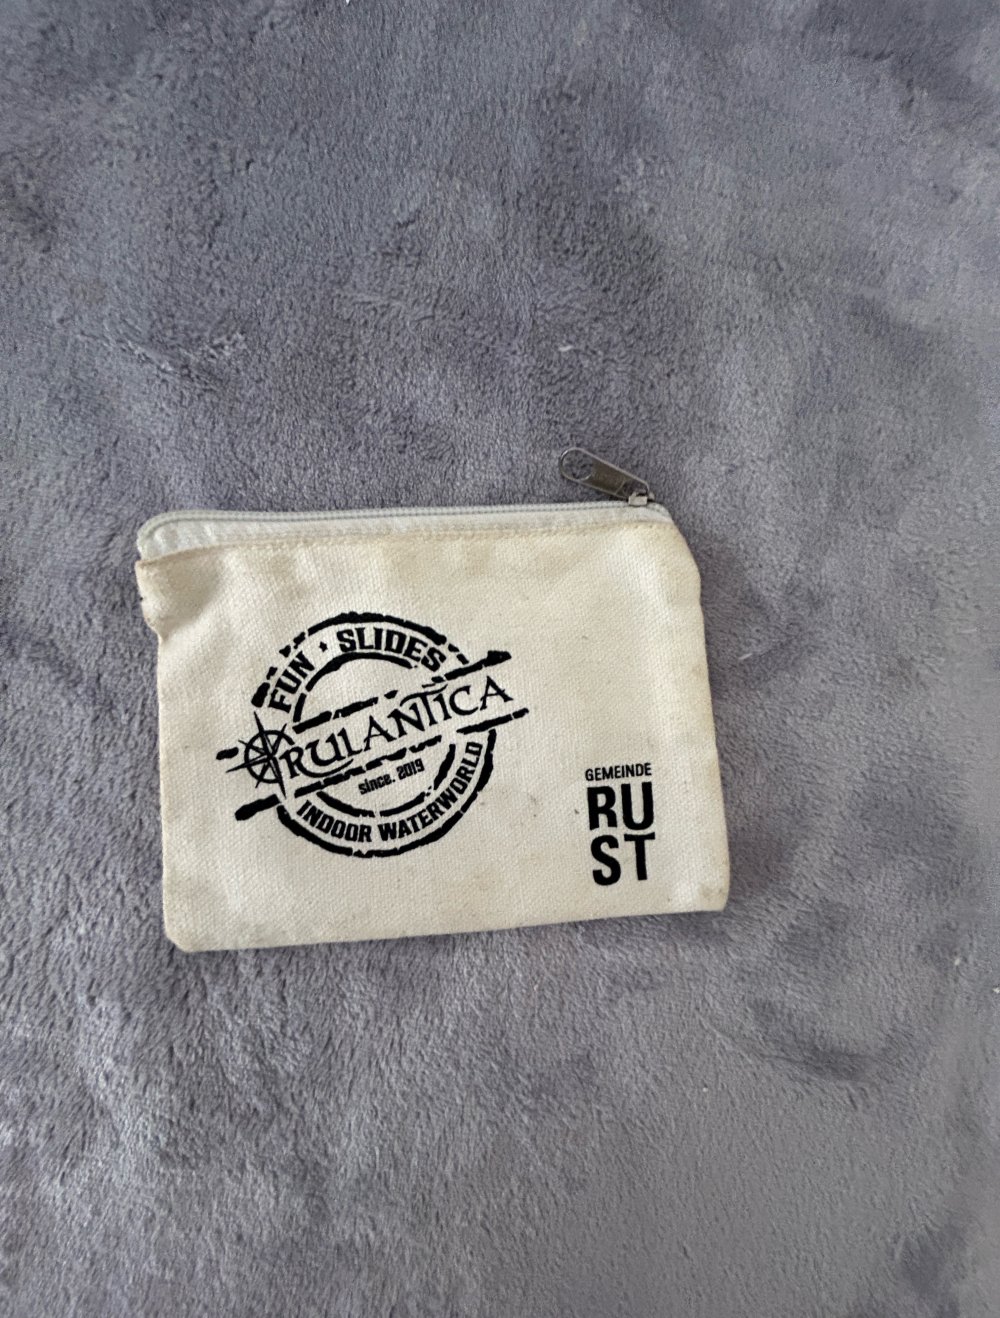 FUN • SLIDES
RULANTICA
since. 2019
INDOOR WATERWORLD
GEMEINDE
RU
ST